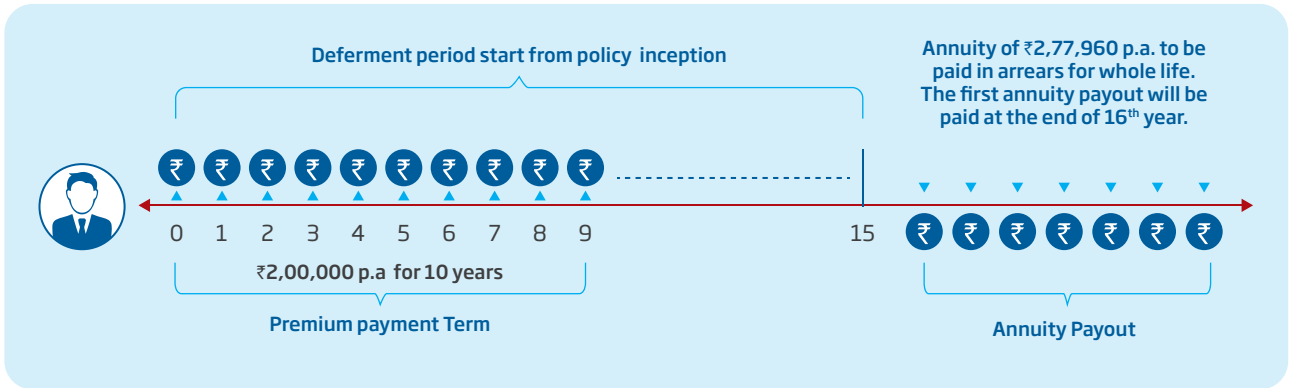 Deferment period start from policy inception
Annuity of ₹2,77,960 p.a. to be
paid in arrears for whole life.
The first annuity payout will be
paid at the end of 16th year.
₹ ₹ ₹ ₹ ₹ ₹ ₹ ₹ ₹ ₹
0 1 2 3 4 5 6 7 8 9 15
₹ ₹ ₹ ₹ ₹ ₹ ₹
₹2,00,000 p.a for 10 years
Premium payment Term
Annuity Payout